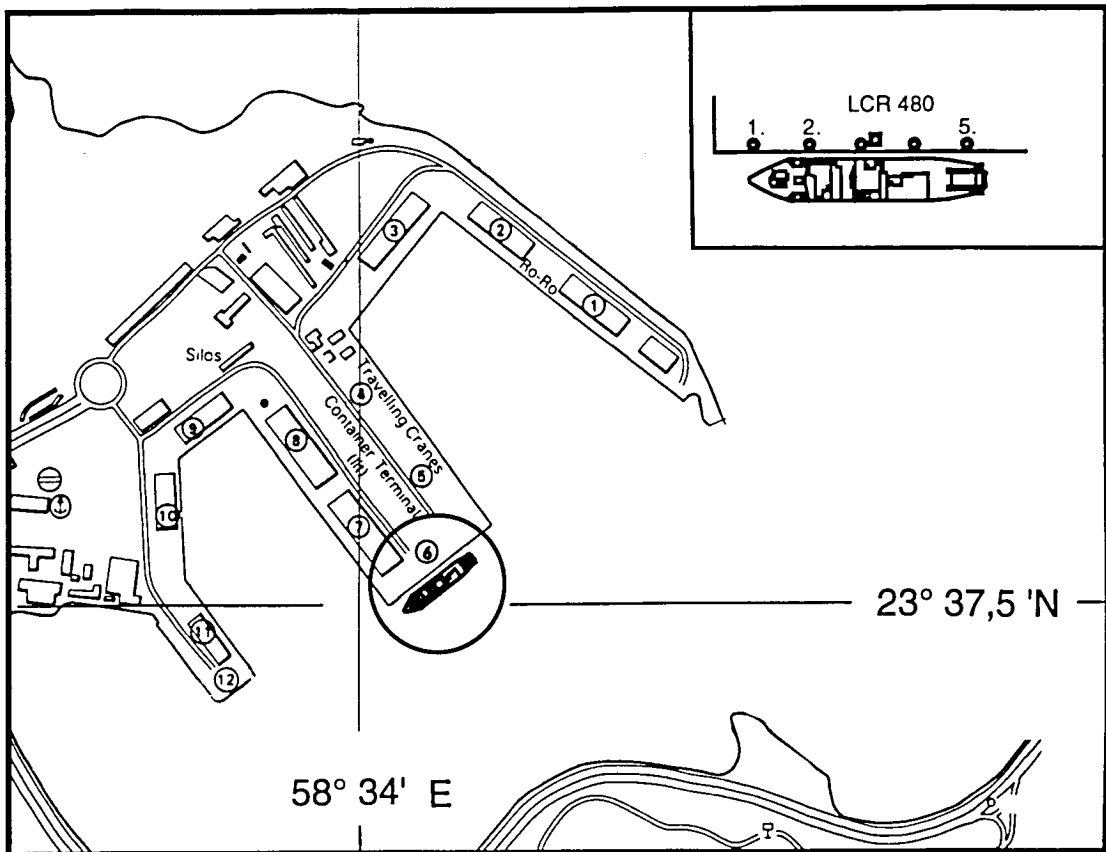 LCR 480
1. 2. 5.
3
2
Ro-Ro
1
Silos
Travelling Cranes
4
Container Terminal
(Int)
5
9
8
10
7
6
23° 37,5 'N
11
12
58° 34' E